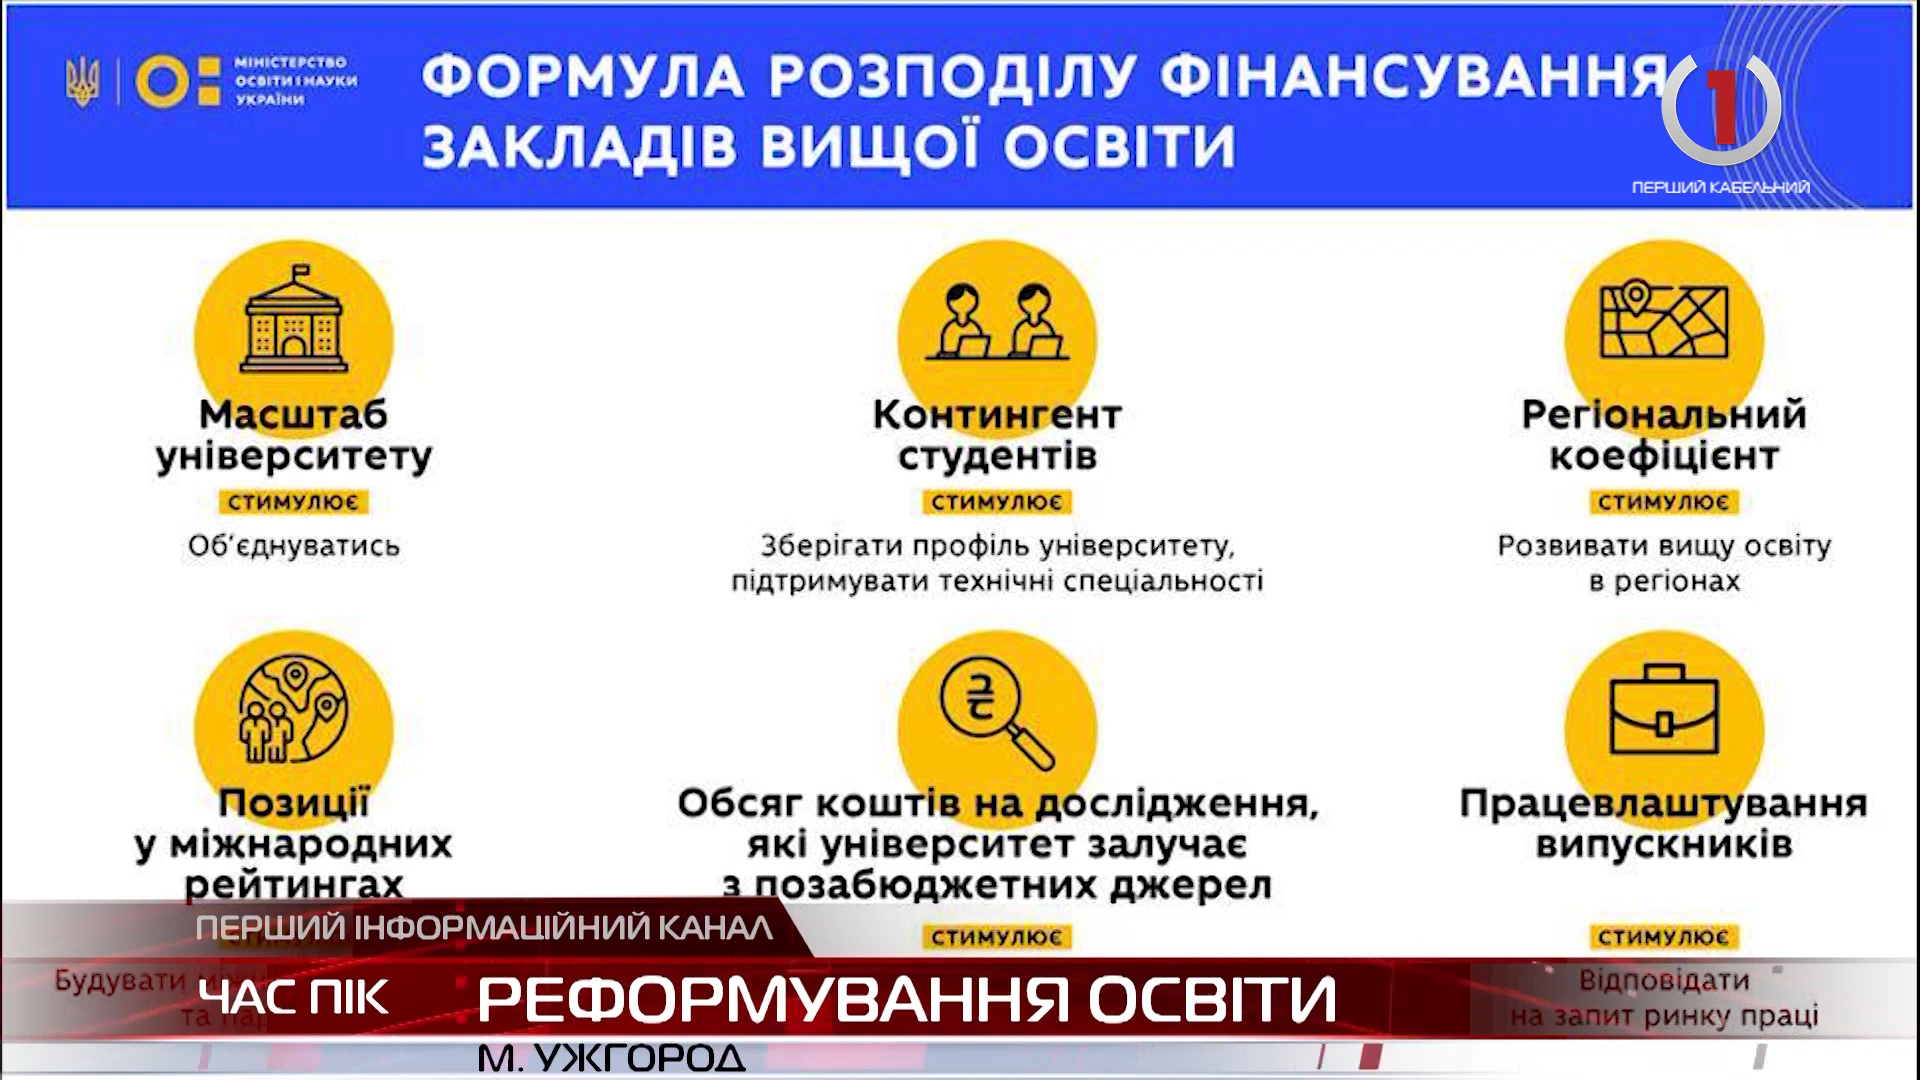 МІНІСТЕРСТВО
ОСВІТИ І НАУКИ
УКРАЇНИ
ФОРМУЛА РОЗПОДІЛУ ФІНАНСУВАННЯ
ЗАКЛАДІВ ВИЩОЇ ОСВІТИ
1
ПЕРШИЙ КАБЕЛЬНИЙ
Масштаб
університету
СТИМУЛЮЄ
Об'єднуватись
Контингент
студентів
СТИМУЛЮЄ
Зберігати профіль університету,
підтримувати технічні спеціальності
Регіональний
коефіцієнт
СТИМУЛЮЄ
Розвивати вищу освіту
в регіонах
Позиції
у міжнародних
рейтингах
Будувати
та
Обсяг коштів на дослідження,
які університет залучає
з позабюджетних джерел
СТИМУЛЮЄ
Працевлаштування
випускників
СТИМУЛЮЄ
Відповідати
на запит ринку праці
ПЕРШИЙ ІНФОРМАЦІЙНИЙ КАНАЛ
ЧАС ПІК
РЕФОРМУВАННЯ ОСВІТИ
М. УЖГОРОД